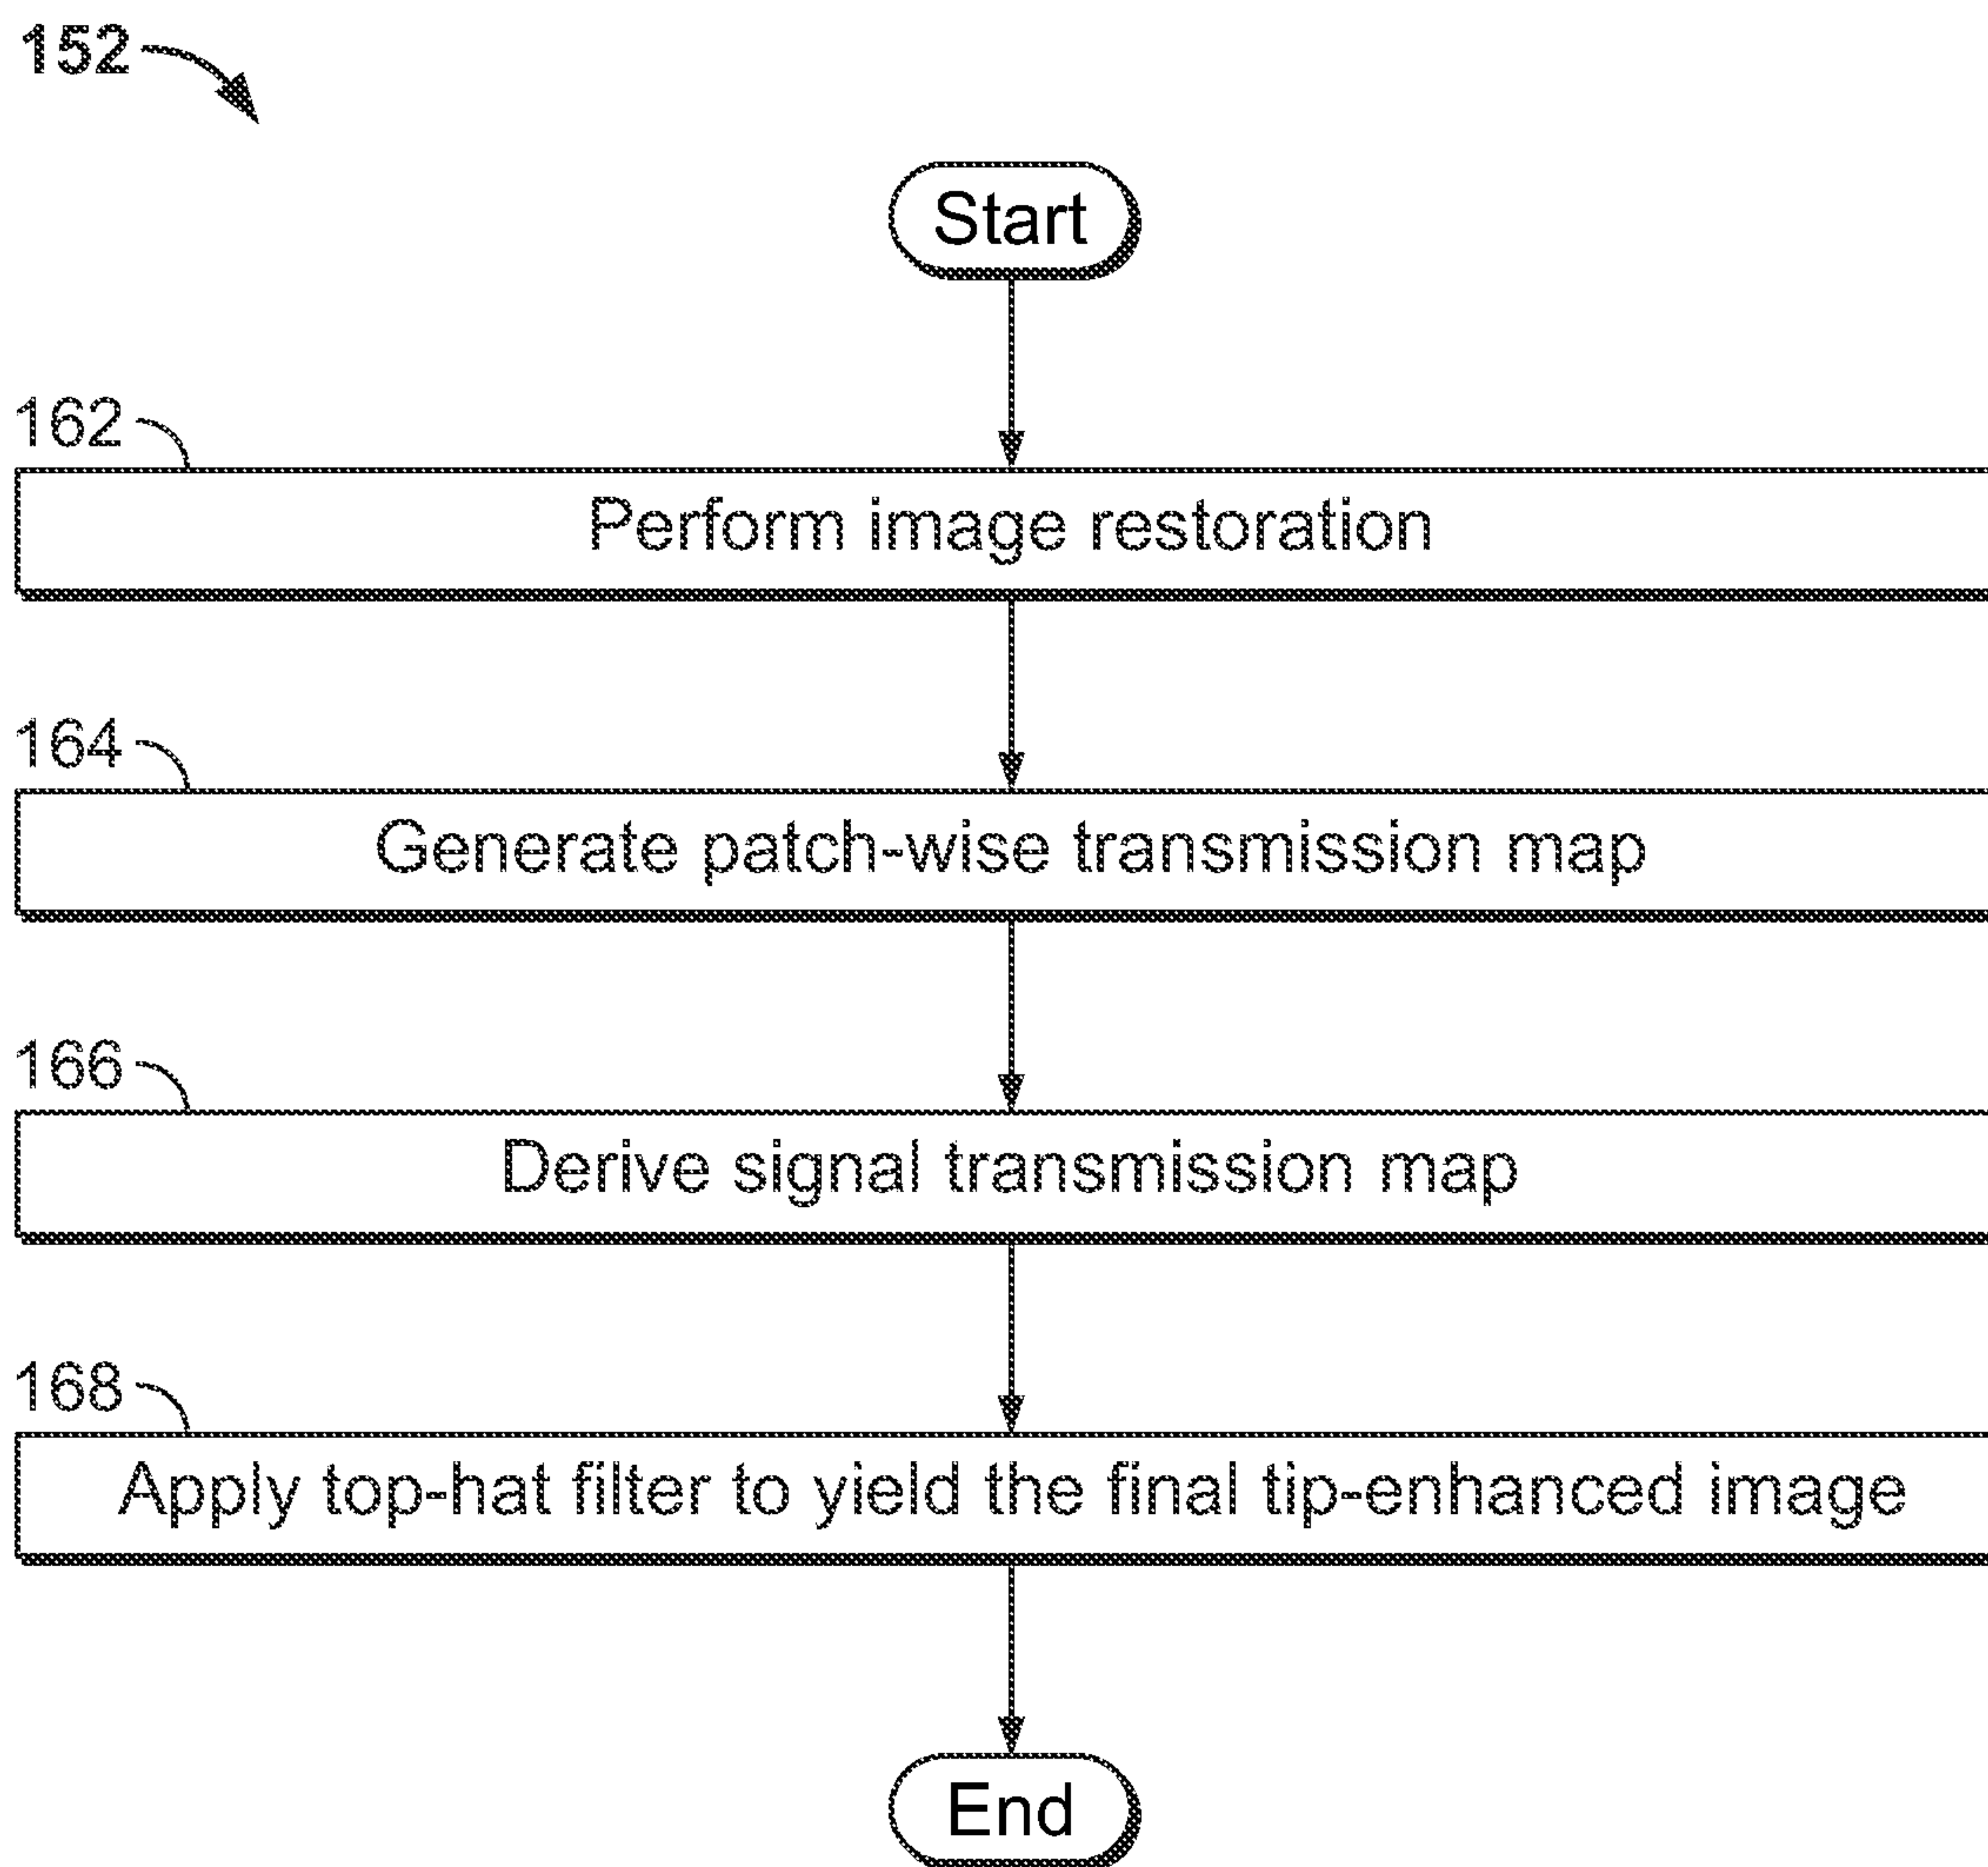 152
Start
162
Perform image restoration
164
Generate patch-wise transmission map
166
Derive signal transmission map
168
Apply top-hat filter to yield the final tip-enhanced image
End